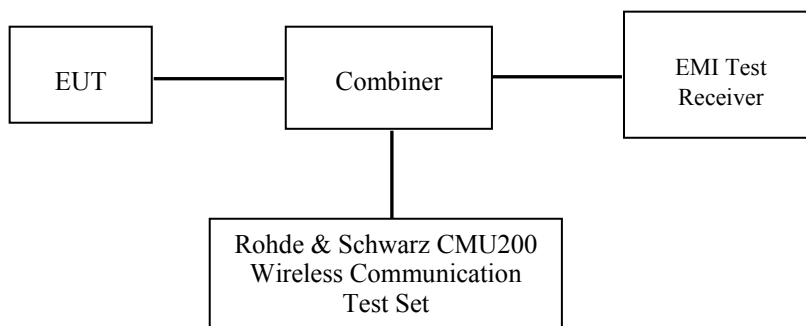 EUT
Combiner
EMI Test
Receiver
Rohde & Schwarz CMU200
Wireless Communication
Test Set